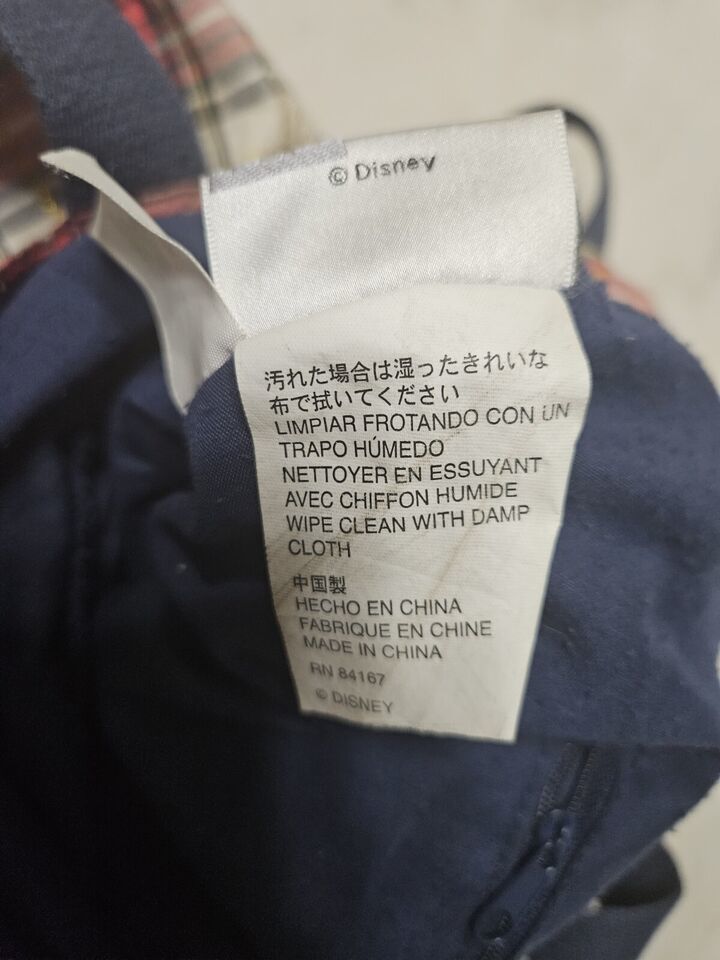 © Disney
汚れた場合は湿ったきれいな
布で拭いてください
LIMPIAR FROTANDO CON UN
TRAPO HÚMEDO
NETTOYER EN ESSUYANT
AVEC CHIFFON HUMIDE
WIPE CLEAN WITH DAMP
CLOTH
中国製
HECHO EN CHINA
FABRIQUE EN CHINE
MADE IN CHINA
RN 84167
© DISNEY